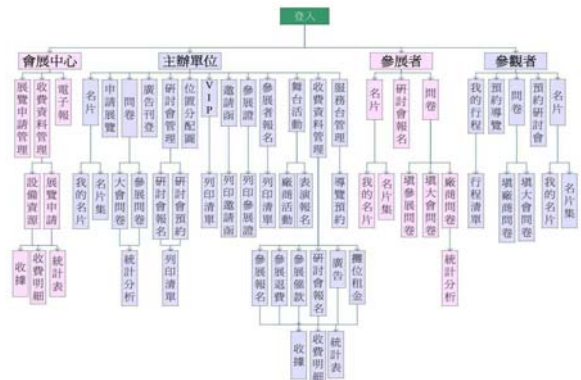 登入
會展中心
主辦單位
參展者
參觀者
展覽申請管理
收費資料管理
電子報
名片
申請展覽
問卷
廣告刊登
研討會管理
位置分配圖
VIP
邀請函
參展證
參展者報名
舞台活動
收費資料管理
服務台管理
名片
研討會報名
問卷
我的行程
預約導覽
問卷
預約研討會
名片
設備資源
展覽申請
我的名片
名片集
大會問卷
參展問卷
研討會報名
研討會預約
列印清單
列印邀請函
列印參展證
列印清單
廠商活動
表演報名
導覽預約
我的名片
名片集
填參展問卷
填大會問卷
廠商問卷
行程清單
填廠商問卷
填大會問卷
我的名片
名片集
收據
收費明細
統計表
統計分析
列印清單
參展報名
參展退費
參展催款
研討會報名
廣告
攤位租金
統計分析
收據
收費明細
統計表